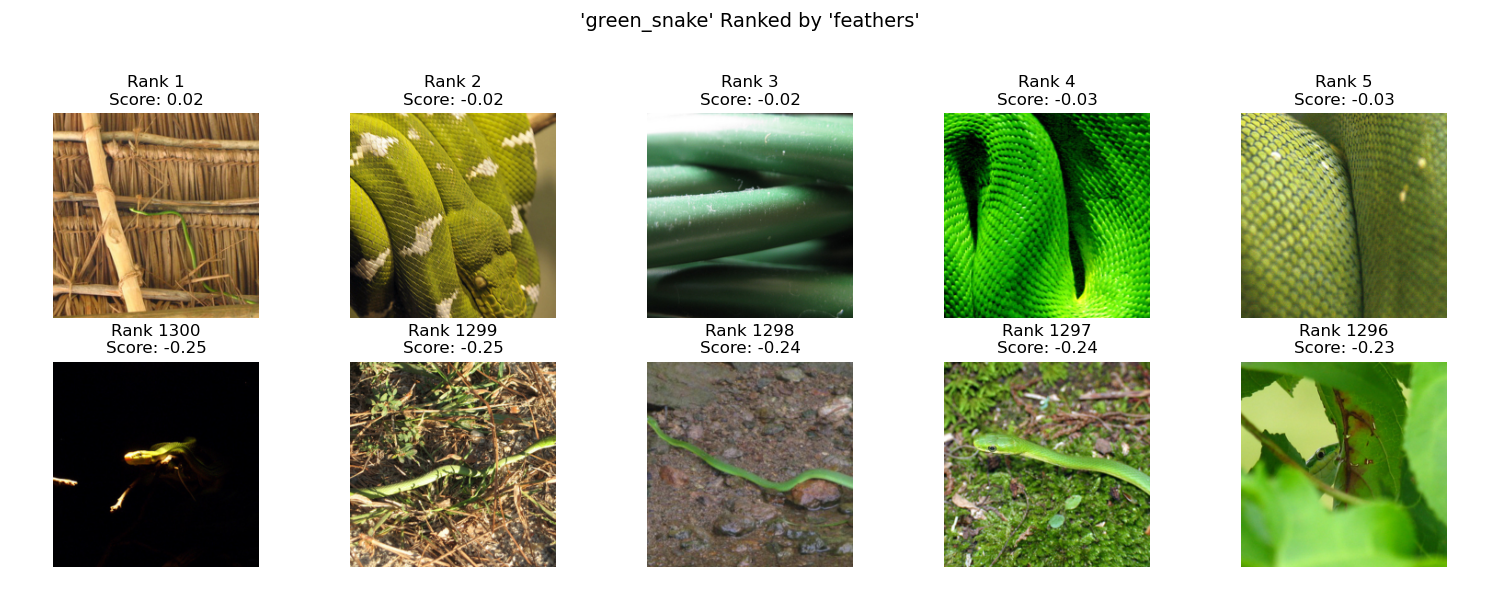 'green_snake' Ranked by 'feathers'
Rank 1
Score: 0.02
Rank 2
Score: -0.02
Rank 3
Score: -0.02
Rank 4
Score: -0.03
Rank 5
Score: -0.03
Rank 1300
Score: -0.25
Rank 1299
Score: -0.25
Rank 1298
Score: -0.24
Rank 1297
Score: -0.24
Rank 1296
Score: -0.23